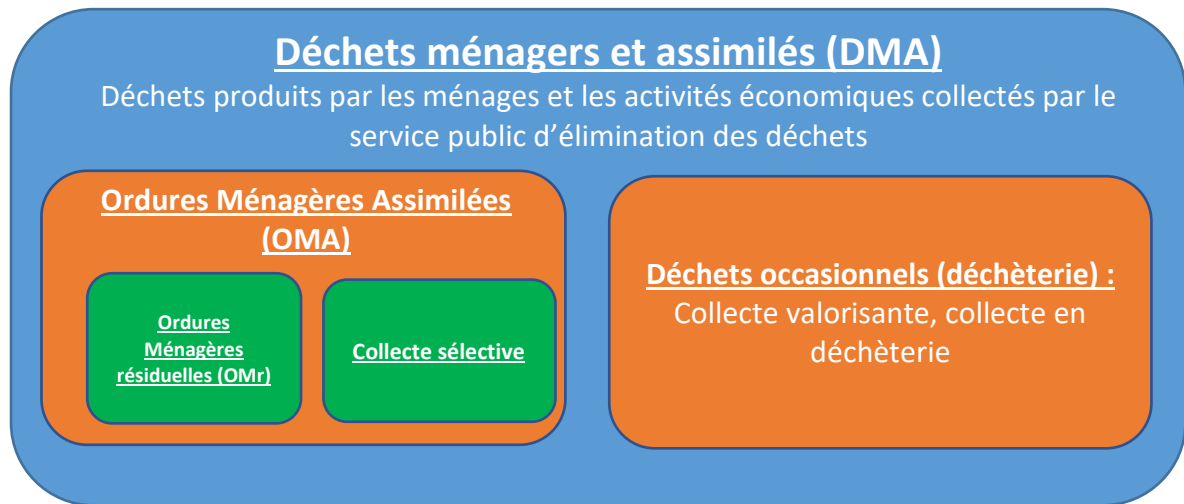 Déchets ménagers et assimilés (DMA)
Déchets produits par les ménages et les activités économiques collectés par le
service public d’élimination des déchets
Ordures Ménagères Assimilées
(OMA)
Ordures
Ménagères
résiduelles (OMr)
Collecte sélective
Déchets occasionnels (déchèterie) :
Collecte valorisante, collecte en
déchèterie